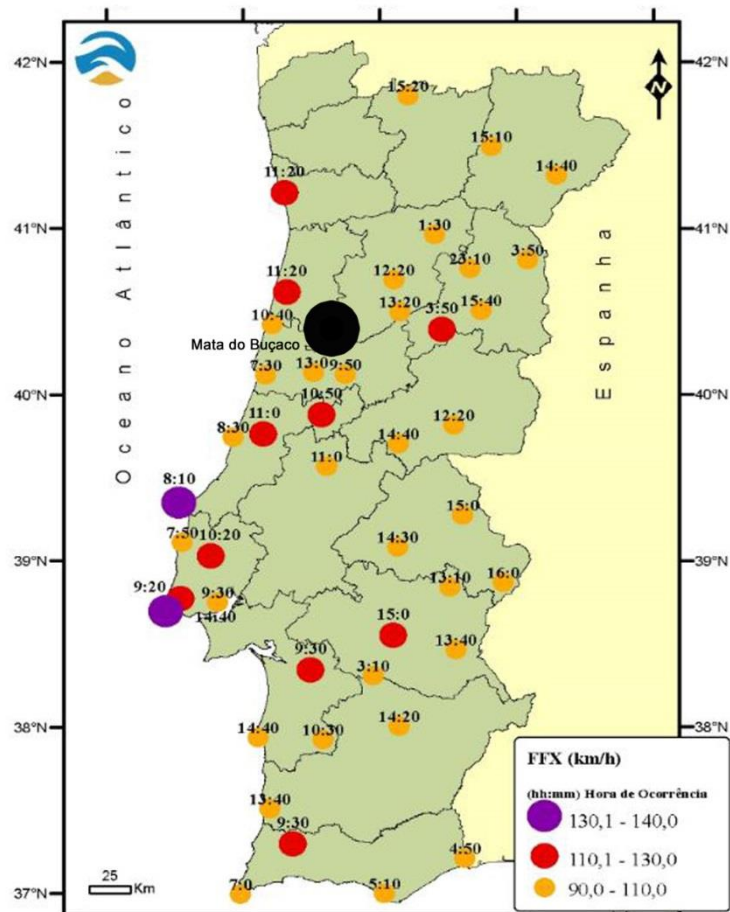 42°N
42°N
41°N
41°N
40°N
40°N
39°N
39°N
38°N
38°N
37°N
37°N
Oceano Atlântico
Espanha
N
15:20
15:10
14:40
11:20
1:30
23:10
3:50
11:20
12:20
13:20
3:50
15:40
10:40
Mata do Buçaco
7:30
13:0
9:50
10:50
8:30
11:0
12:20
14:40
11:0
8:10
15:0
7:50
10:20
14:30
13:10
16:0
9:20
9:30
14:40
15:0
9:30
13:40
3:10
14:40
10:30
14:20
13:40
9:30
4:50
7:0
5:10
25
Km
FFX (km/h)
(hh:mm) Hora de Ocorrência
130,1 - 140,0
110,1 - 130,0
90,0 - 110,0